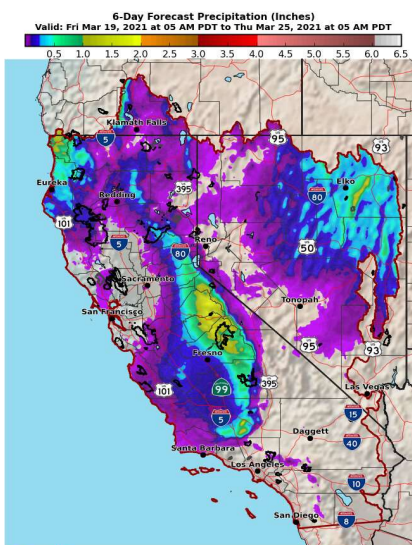 6-Day Forecast Precipitation (Inches)
Valid: Fri Mar 19, 2021 at 05 AM PDT to Thu Mar 25, 2021 at 05 AM PDT
0.5 1.0 1.5 2.0 2.5 3.0 3.5 4.0 4.5 5.0 5.5 6.0 6.5
Klamath Falls
5
95
93
Eureka
Redding
395
Elko
80
101
5
Reno
50
80
Sacramento
San Francisco
Tonopah
95
93
Fresno
101
99
395
Las Vegas
5
15
Santa Barbara
Daggett
40
Los Angeles
10
San Diego
8